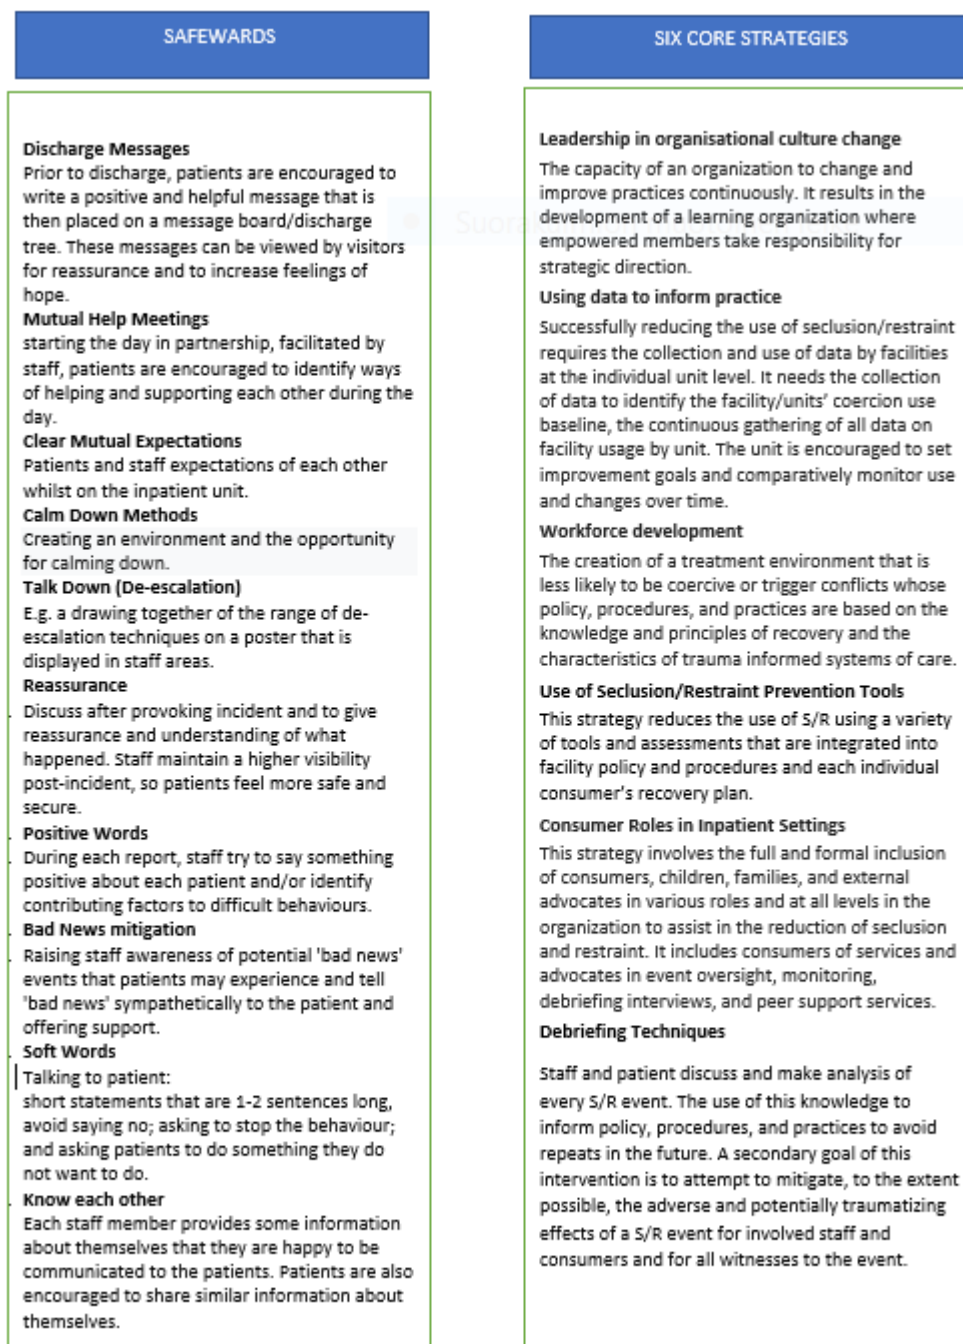 SAFEWARDS
Discharge Messages
Prior to discharge, patients are encouraged to
write a positive and helpful message that is
then placed on a message board/discharge
tree. These messages can be viewed by visitors
for reassurance and to increase feelings of
hope.
Mutual Help Meetings
starting the day in partnership, facilitated by
staff, patients are encouraged to identify ways
of helping and supporting each other during the
day.
Clear Mutual Expectations
Patients and staff expectations of each other
whilst on the inpatient unit.
Calm Down Methods
Creating an environment and the opportunity
for calming down.
Talk Down (De-escalation)
E.g. a drawing together of the range of de-
escalation techniques on a poster that is
displayed in staff areas.
Reassurance
. Discuss after provoking incident and to give
reassurance and understanding of what
happened. Staff maintain a higher visibility
post-incident, so patients feel more safe and
secure.
. Positive Words
. During each report, staff try to say something
positive about each patient and/or identify
contributing factors to difficult behaviours.
. Bad News mitigation
. Raising staff awareness of potential 'bad news'
events that patients may experience and tell
'bad news' sympathetically to the patient and
offering support.
. Soft Words
Talking to patient:
short statements that are 1-2 sentences long,
avoid saying no; asking to stop the behaviour;
and asking patients to do something they do
not want to do.
. Know each other
Each staff member provides some information
about themselves that they are happy to be
communicated to the patients. Patients are also
encouraged to share similar information about
themselves.
SIX CORE STRATEGIES
Leadership in organisational culture change
The capacity of an organization to change and
improve practices continuously. It results in the
development of a learning organization where
empowered members take responsibility for
strategic direction.
Using data to inform practice
Successfully reducing the use of seclusion/restraint
requires the collection and use of data by facilities
at the individual unit level. It needs the collection
of data to identify the facility/units' coercion use
baseline, the continuous gathering of all data on
facility usage by unit. The unit is encouraged to set
improvement goals and comparatively monitor use
and changes over time.
Workforce development
The creation of a treatment environment that is
less likely to be coercive or trigger conflicts whose
policy, procedures, and practices are based on the
knowledge and principles of recovery and the
characteristics of trauma informed systems of care.
Use of Seclusion/Restraint Prevention Tools
This strategy reduces the use of S/R using a variety
of tools and assessments that are integrated into
facility policy and procedures and each individual
consumer's recovery plan.
Consumer Roles in Inpatient Settings
This strategy involves the full and formal inclusion
of consumers, children, families, and external
advocates in various roles and at all levels in the
organization to assist in the reduction of seclusion
and restraint. It includes consumers of services and
advocates in event oversight, monitoring,
debriefing interviews, and peer support services.
Debriefing Techniques
Staff and patient discuss and make analysis of
every S/R event. The use of this knowledge to
inform policy, procedures, and practices to avoid
repeats in the future. A secondary goal of this
intervention is to attempt to mitigate, to the extent
possible, the adverse and potentially traumatizing
effects of a S/R event for involved staff and
consumers and for all witnesses to the event.